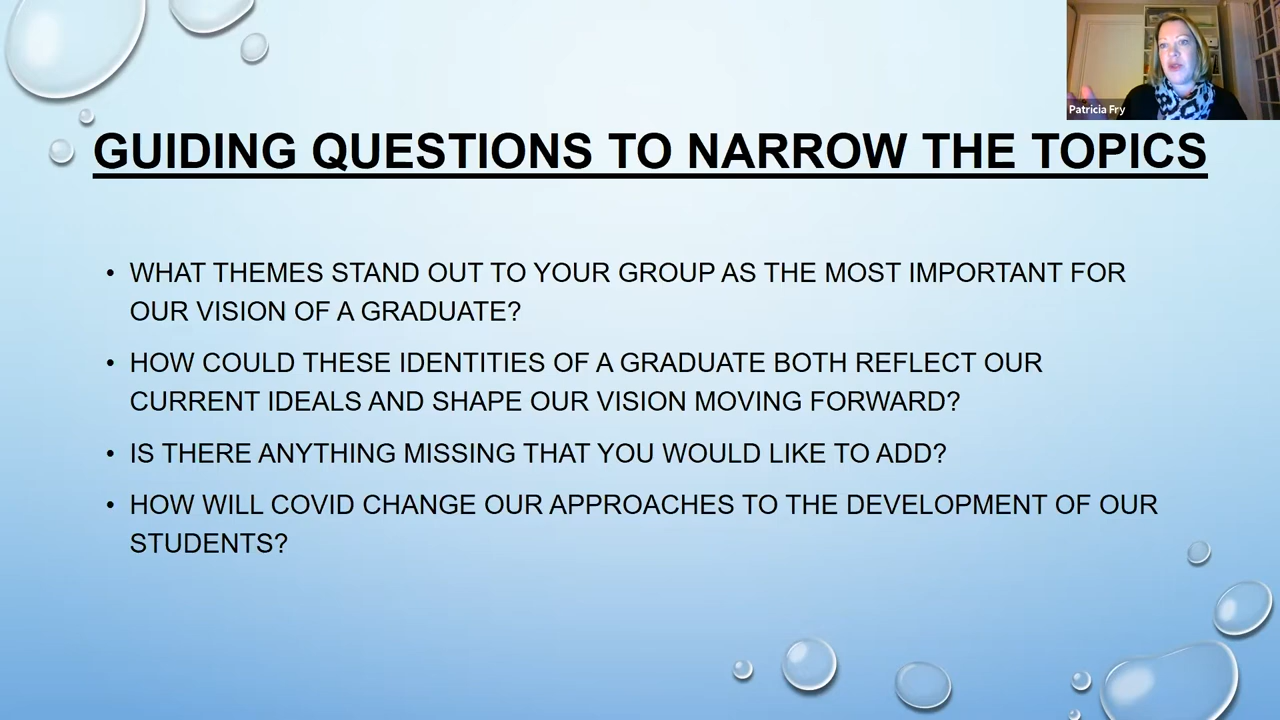 Patricia Fry
GUIDING QUESTIONS TO NARROW THE TOPICS
• WHAT THEMES STAND OUT TO YOUR GROUP AS THE MOST IMPORTANT FOR
OUR VISION OF A GRADUATE?
• HOW COULD THESE IDENTITIES OF A GRADUATE BOTH REFLECT OUR
CURRENT IDEALS AND SHAPE OUR VISION MOVING FORWARD?
• IS THERE ANYTHING MISSING THAT YOU WOULD LIKE TO ADD?
• HOW WILL COVID CHANGE OUR APPROACHES TO THE DEVELOPMENT OF OUR
STUDENTS?